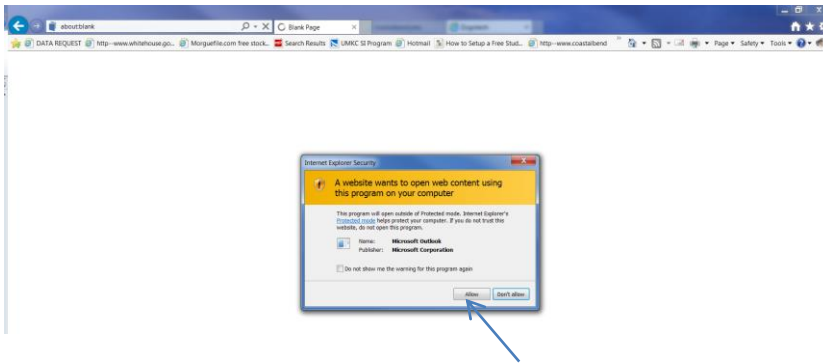 about:blank
Blank Page
DATA REQUEST http--www.whitehouse.go... Morguefile.com free stock... Search Results UMKC SI Program Hotmail How to Setup a Free Stud... http--www.coastalbend Page Safety Tools
Internet Explorer Security
A website wants to open web content using
this program on your computer
This program will open outside of Protected mode. Internet Explorer's
Protected mode helps protect your computer. If you do not trust this
website, do not open this program.
Name: Microsoft Outlook
Publisher: Microsoft Corporation
Do not show me the warning for this program again
Allow Don't allow